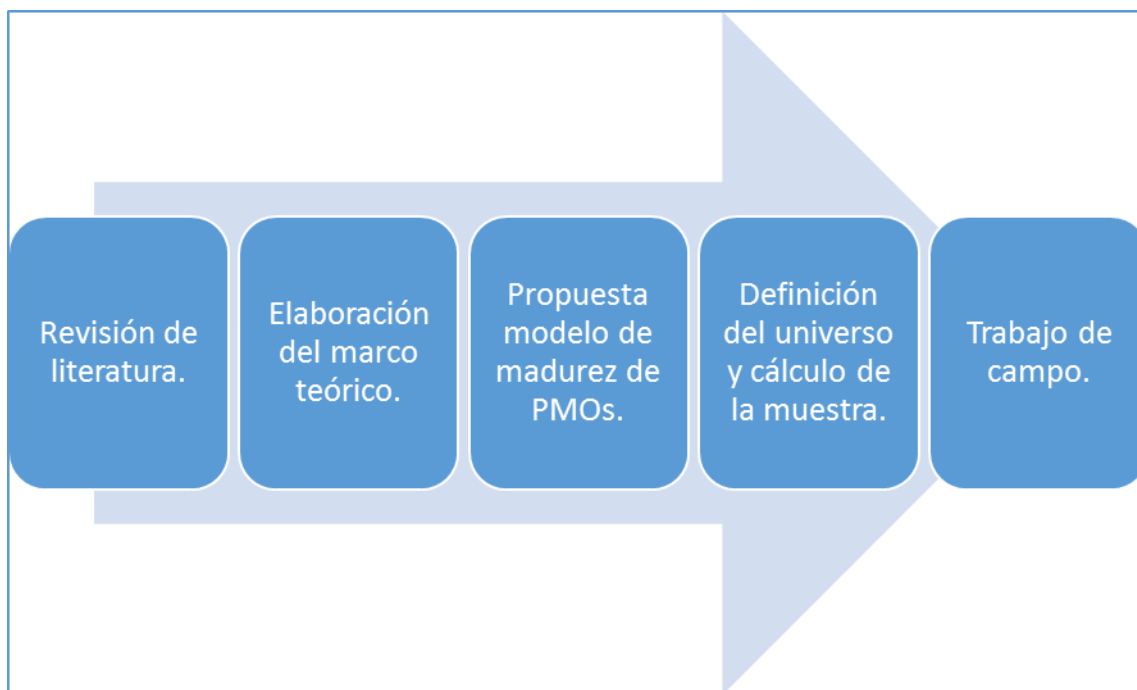 Revisión de
literatura.
Elaboración
del marco
teórico.
Propuesta
modelo de
madurez de
PMOs.
Definición
del universo
y cálculo de
la muestra.
Trabajo de
campo.